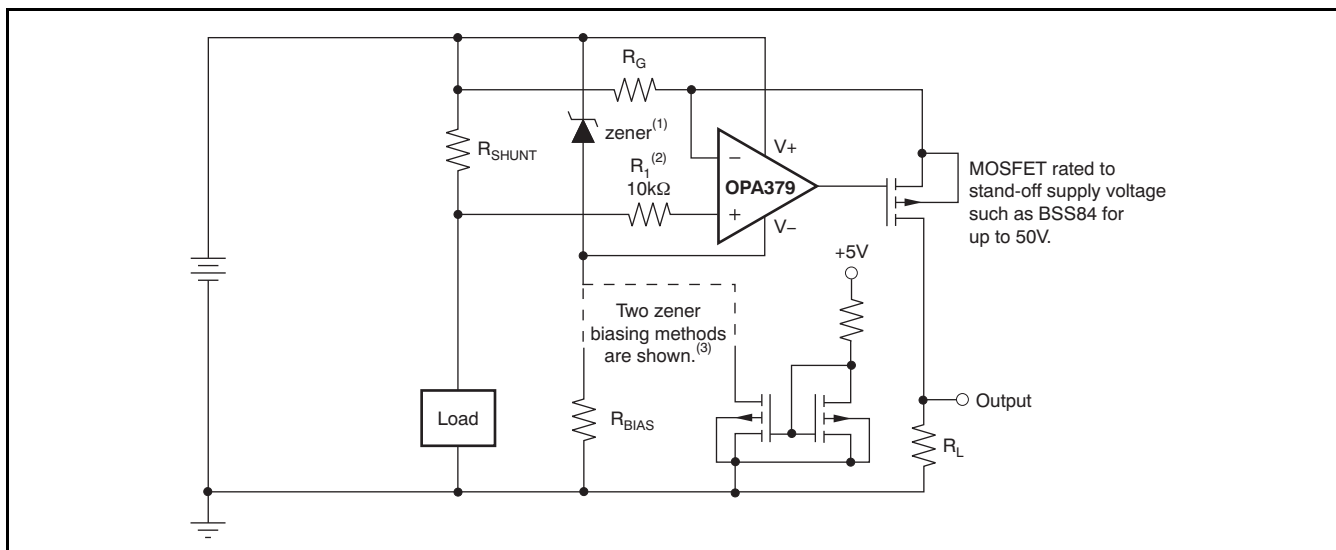 R_G
zener(1)
V+
R_SHUNT
R_1(2)
10kΩ
−
OPA379
+
V−
MOSFET rated to
stand-off supply voltage
such as BSS84 for
up to 50V.
+5V
Two zener
biasing methods
are shown.(3)
Load
R_BIAS
Output
R_L